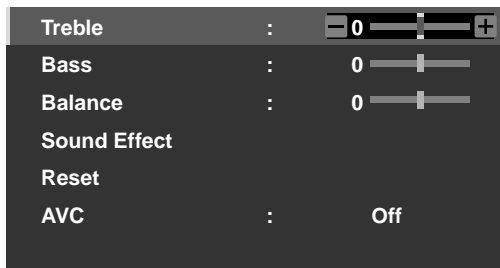 Treble : − 0 +
Bass : 0
Balance : 0
Sound Effect
Reset
AVC : Off